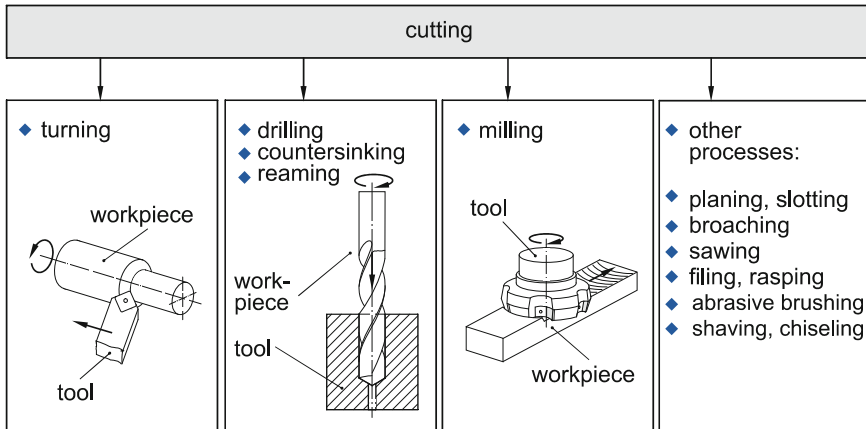 cutting
turning
workpiece
tool
drilling
countersinking
reaming
work-
piece
tool
milling
tool
workpiece
other
processes:
planing, slotting
broaching
sawing
filing, rasping
abrasive brushing
shaving, chiseling